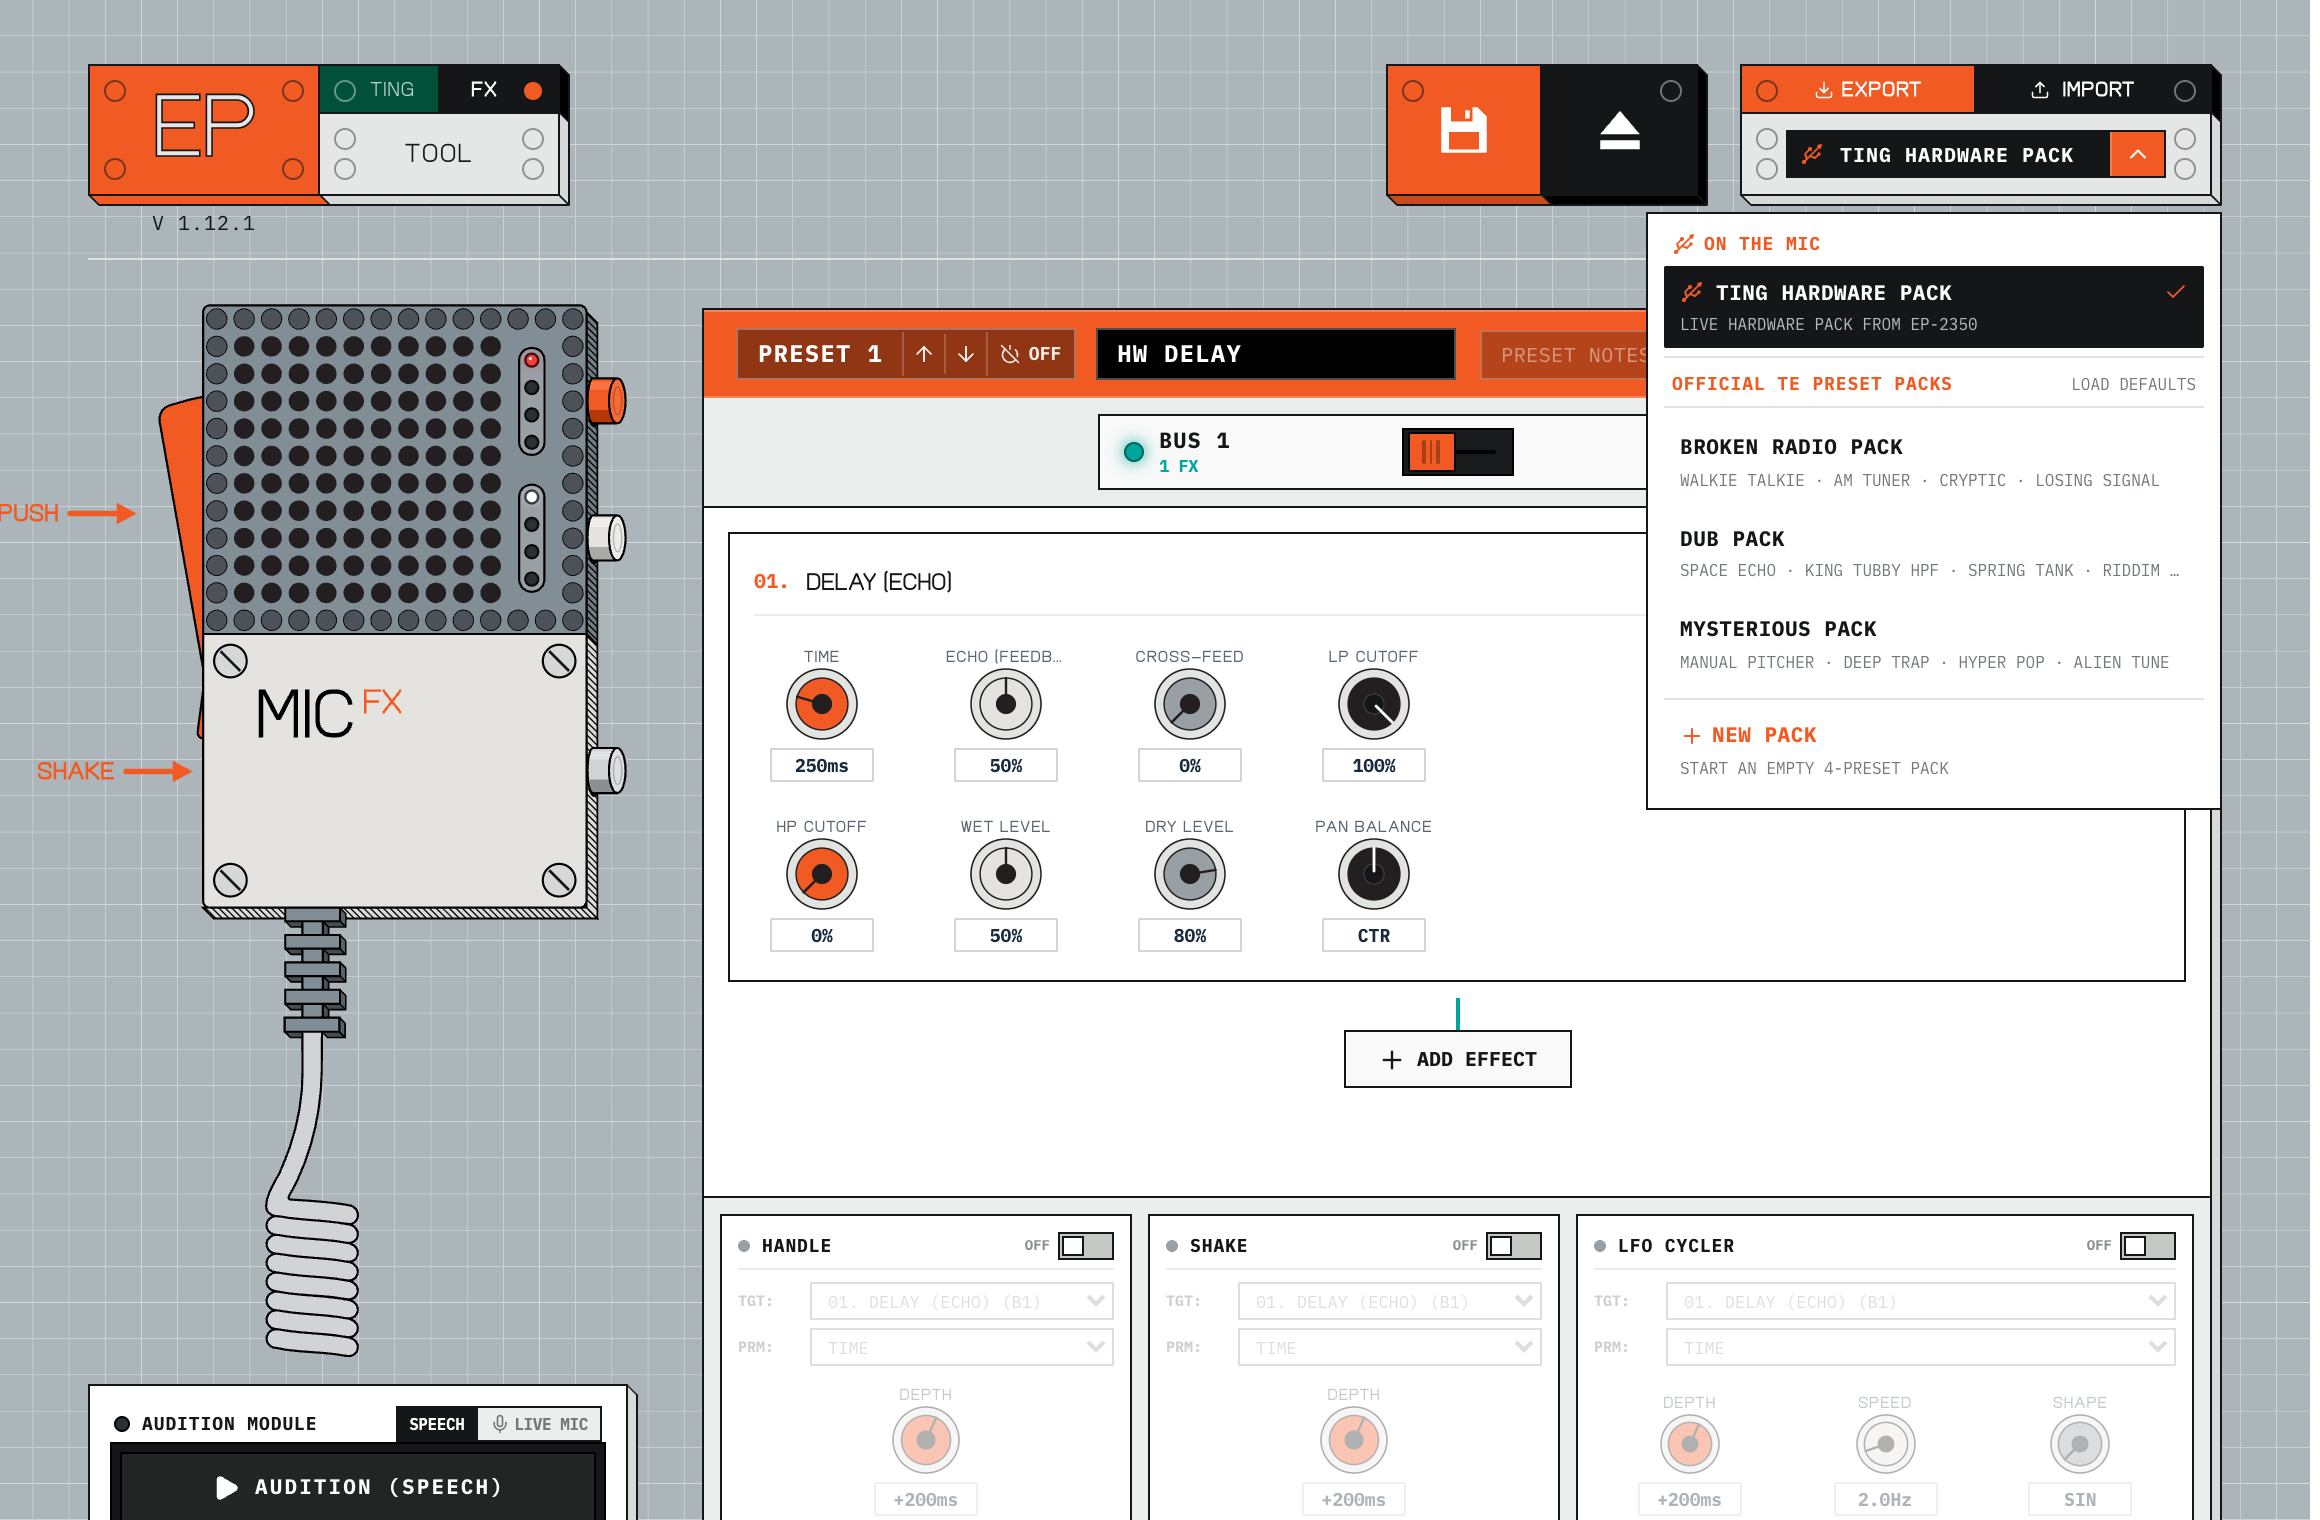 EP
TING
FX
TOOL
V 1.12.1
EXPORT
IMPORT
TING HARDWARE PACK
ON THE MIC
TING HARDWARE PACK
LIVE HARDWARE PACK FROM EP-2350
OFFICIAL TE PRESET PACKS
LOAD DEFAULTS
BROKEN RADIO PACK
WALKIE TALKIE · AM TUNER · CRYPTIC · LOSING SIGNAL
DUB PACK
SPACE ECHO · KING TUBBY HPF · SPRING TANK · RIDDIM …
MYSTERIOUS PACK
MANUAL PITCHER · DEEP TRAP · HYPER POP · ALIEN TUNE
+ NEW PACK
START AN EMPTY 4-PRESET PACK
PUSH
SHAKE
MIC FX
PRESET 1
OFF
HW DELAY
PRESET NOTES
BUS 1
1 FX
01. DELAY (ECHO)
TIME
ECHO (FEEDB…
CROSS-FEED
LP CUTOFF
250ms
50%
0%
100%
HP CUTOFF
WET LEVEL
DRY LEVEL
PAN BALANCE
0%
50%
80%
CTR
+ ADD EFFECT
HANDLE
OFF
TGT:
01. DELAY (ECHO) (B1)
PRM:
TIME
DEPTH
+200ms
SHAKE
OFF
TGT:
01. DELAY (ECHO) (B1)
PRM:
TIME
DEPTH
+200ms
LFO CYCLER
OFF
TGT:
01. DELAY (ECHO) (B1)
PRM:
TIME
DEPTH
SPEED
SHAPE
+200ms
2.0Hz
SIN
AUDITION MODULE
SPEECH
LIVE MIC
AUDITION (SPEECH)